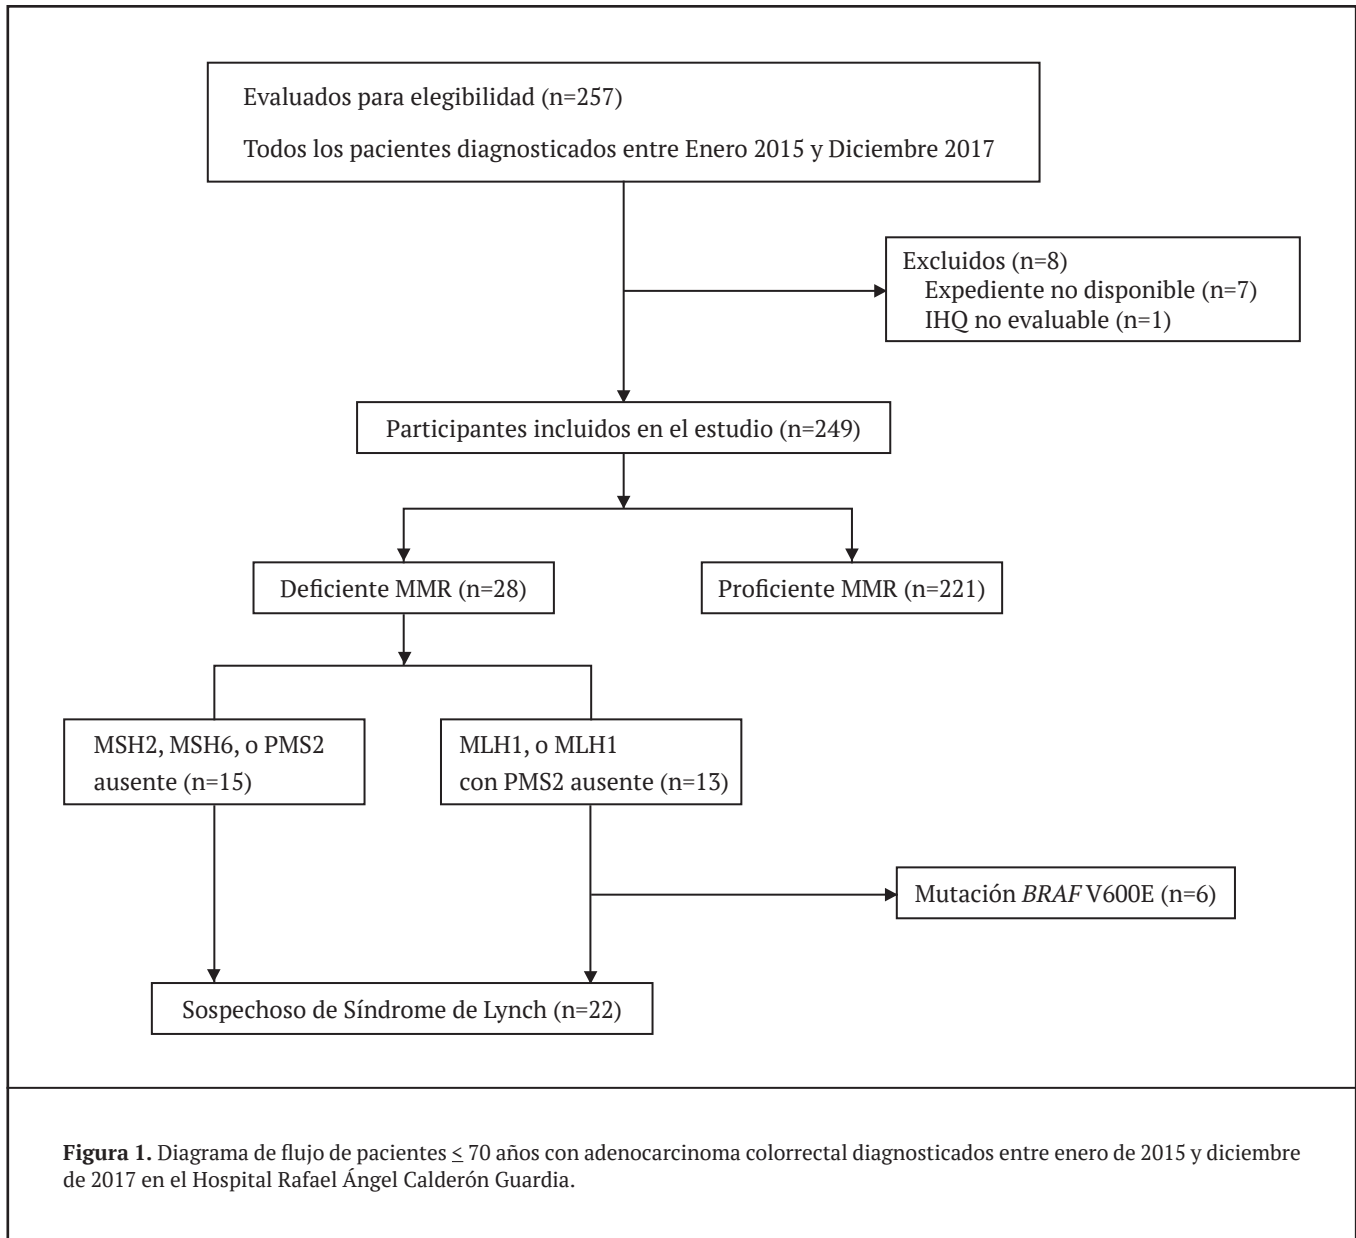 Evaluados para elegibilidad (n=257)
Todos los pacientes diagnosticados entre Enero 2015 y Diciembre 2017
Excluidos (n=8)
Expediente no disponible (n=7)
IHQ no evaluable (n=1)
Participantes incluidos en el estudio (n=249)
Deficiente MMR (n=28)
Proficiente MMR (n=221)
MSH2, MSH6, o PMS2
ausente (n=15)
MLH1, o MLH1
con PMS2 ausente (n=13)
Mutación BRAF V600E (n=6)
Sospechoso de Síndrome de Lynch (n=22)
Figura 1. Diagrama de flujo de pacientes ≤ 70 años con adenocarcinoma colorrectal diagnosticados entre enero de 2015 y diciembre
de 2017 en el Hospital Rafael Ángel Calderón Guardia.